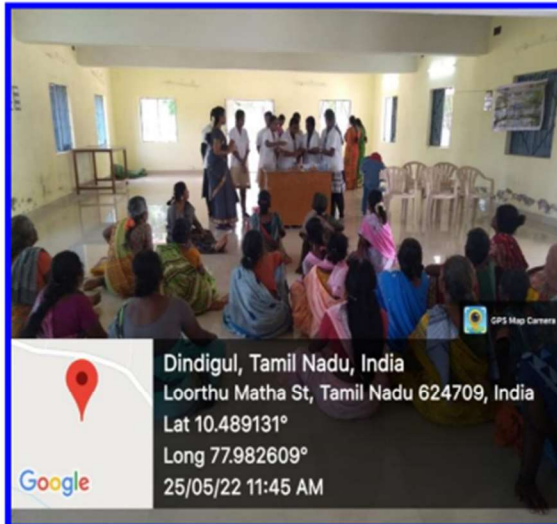 GPS Map Camera
Dindigul, Tamil Nadu, India
Loorthu Matha St, Tamil Nadu 624709, India
Lat 10.489131°
Long 77.982609°
25/05/22 11:45 AM
Google